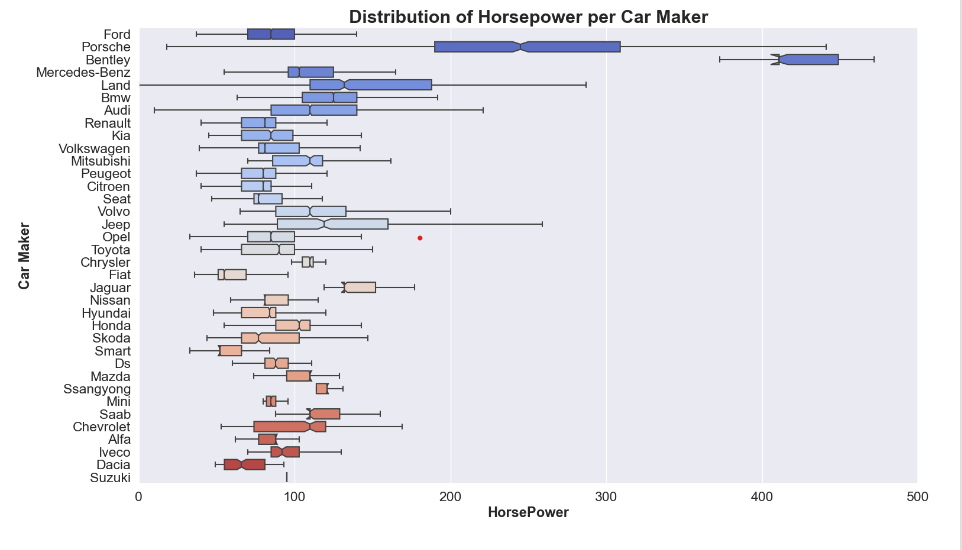 Distribution of Horsepower per Car Maker
Ford
Porsche
Bentley
Mercedes-Benz
Land
Bmw
Audi
Renault
Kia
Volkswagen
Mitsubishi
Peugeot
Citroen
Seat
Volvo
Jeep
Opel
Toyota
Chrysler
Fiat
Jaguar
Nissan
Hyundai
Honda
Skoda
Smart
Ds
Mazda
Ssangyong
Mini
Saab
Chevrolet
Alfa
Iveco
Dacia
Suzuki
Car Maker
0 100 200 300 400 500
HorsePower